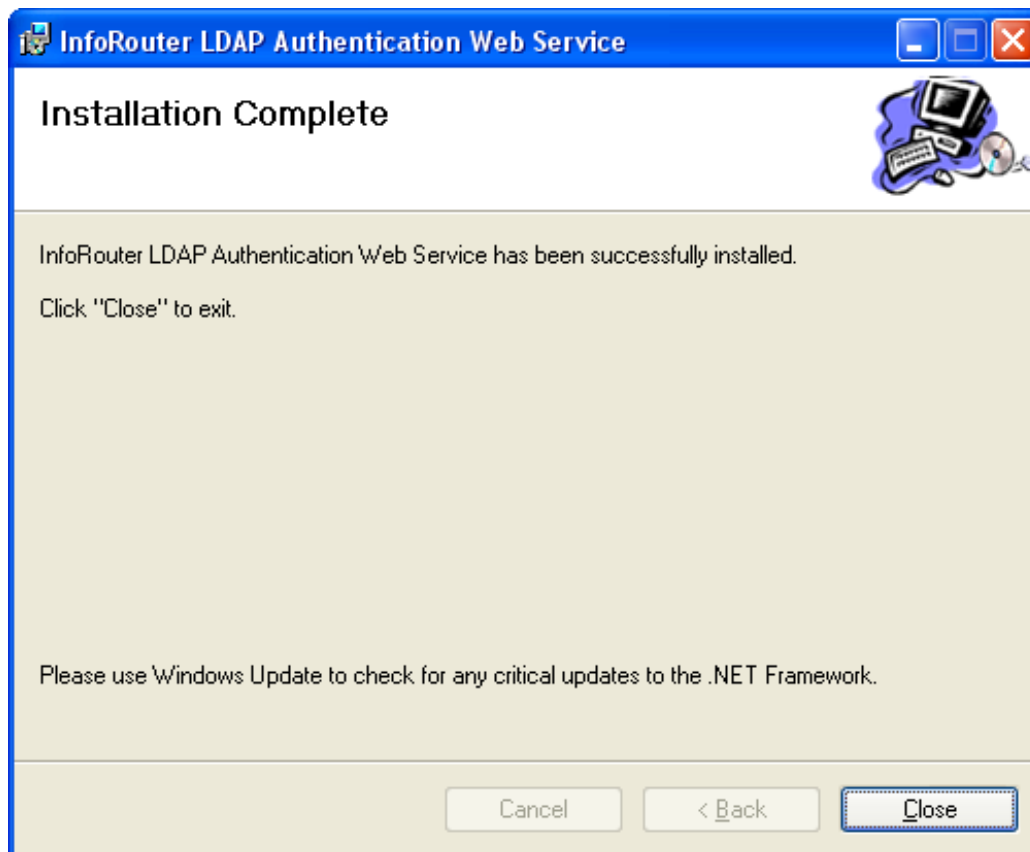 InfoRouter LDAP Authentication Web Service
Installation Complete
InfoRouter LDAP Authentication Web Service has been successfully installed.
Click "Close" to exit.
Please use Windows Update to check for any critical updates to the .NET Framework.
Cancel
< Back
Close